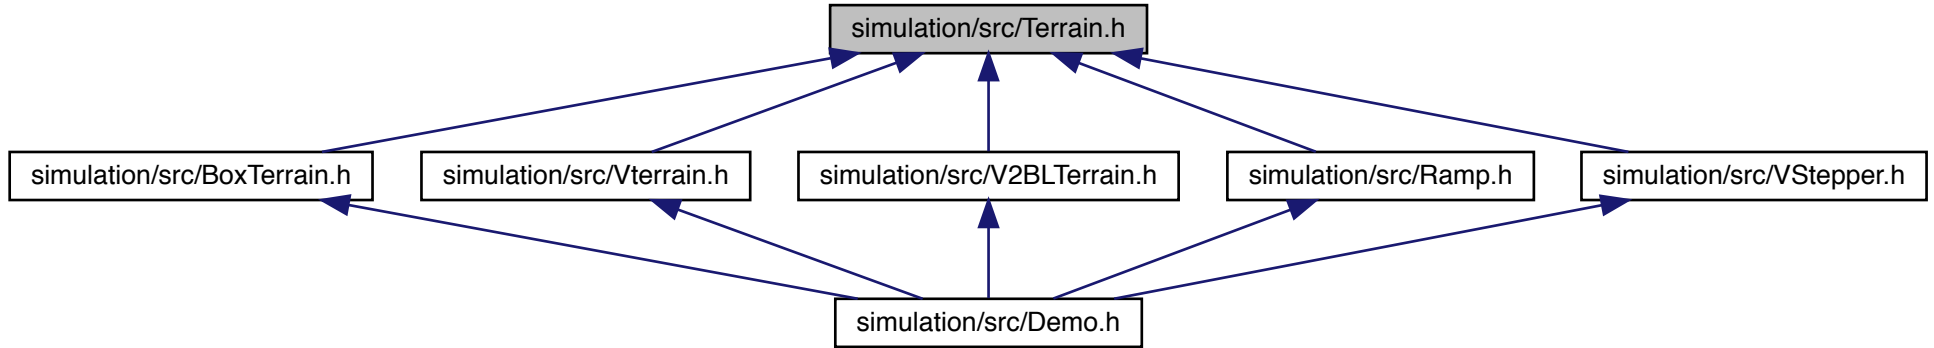 simulation/src/Terrain.h
simulation/src/BoxTerrain.h
simulation/src/Vterrain.h
simulation/src/V2BLTerrain.h
simulation/src/Ramp.h
simulation/src/VStepper.h
simulation/src/Demo.h